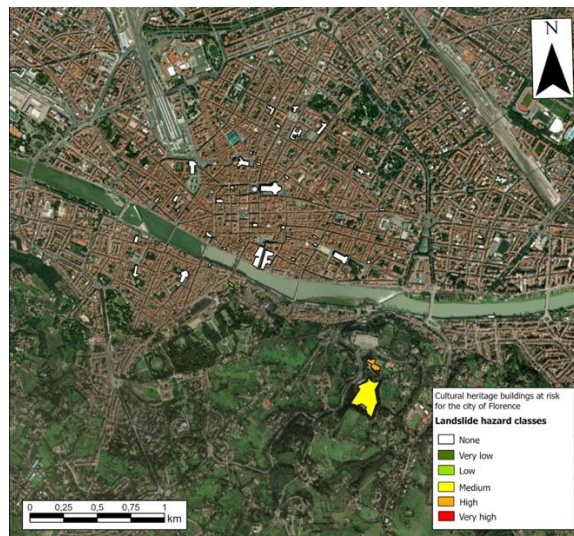 N
Cultural heritage buildings at risk
for the city of Florence
Landslide hazard classes
None
Very low
Low
Medium
High
Very high
0 0,25 0,5 0,75 1
km